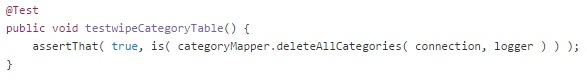 @Test
public void testwipeCategoryTable() {
    assertThat( true, is( categoryMapper.deleteAllCategories( connection, logger ) ) );
}